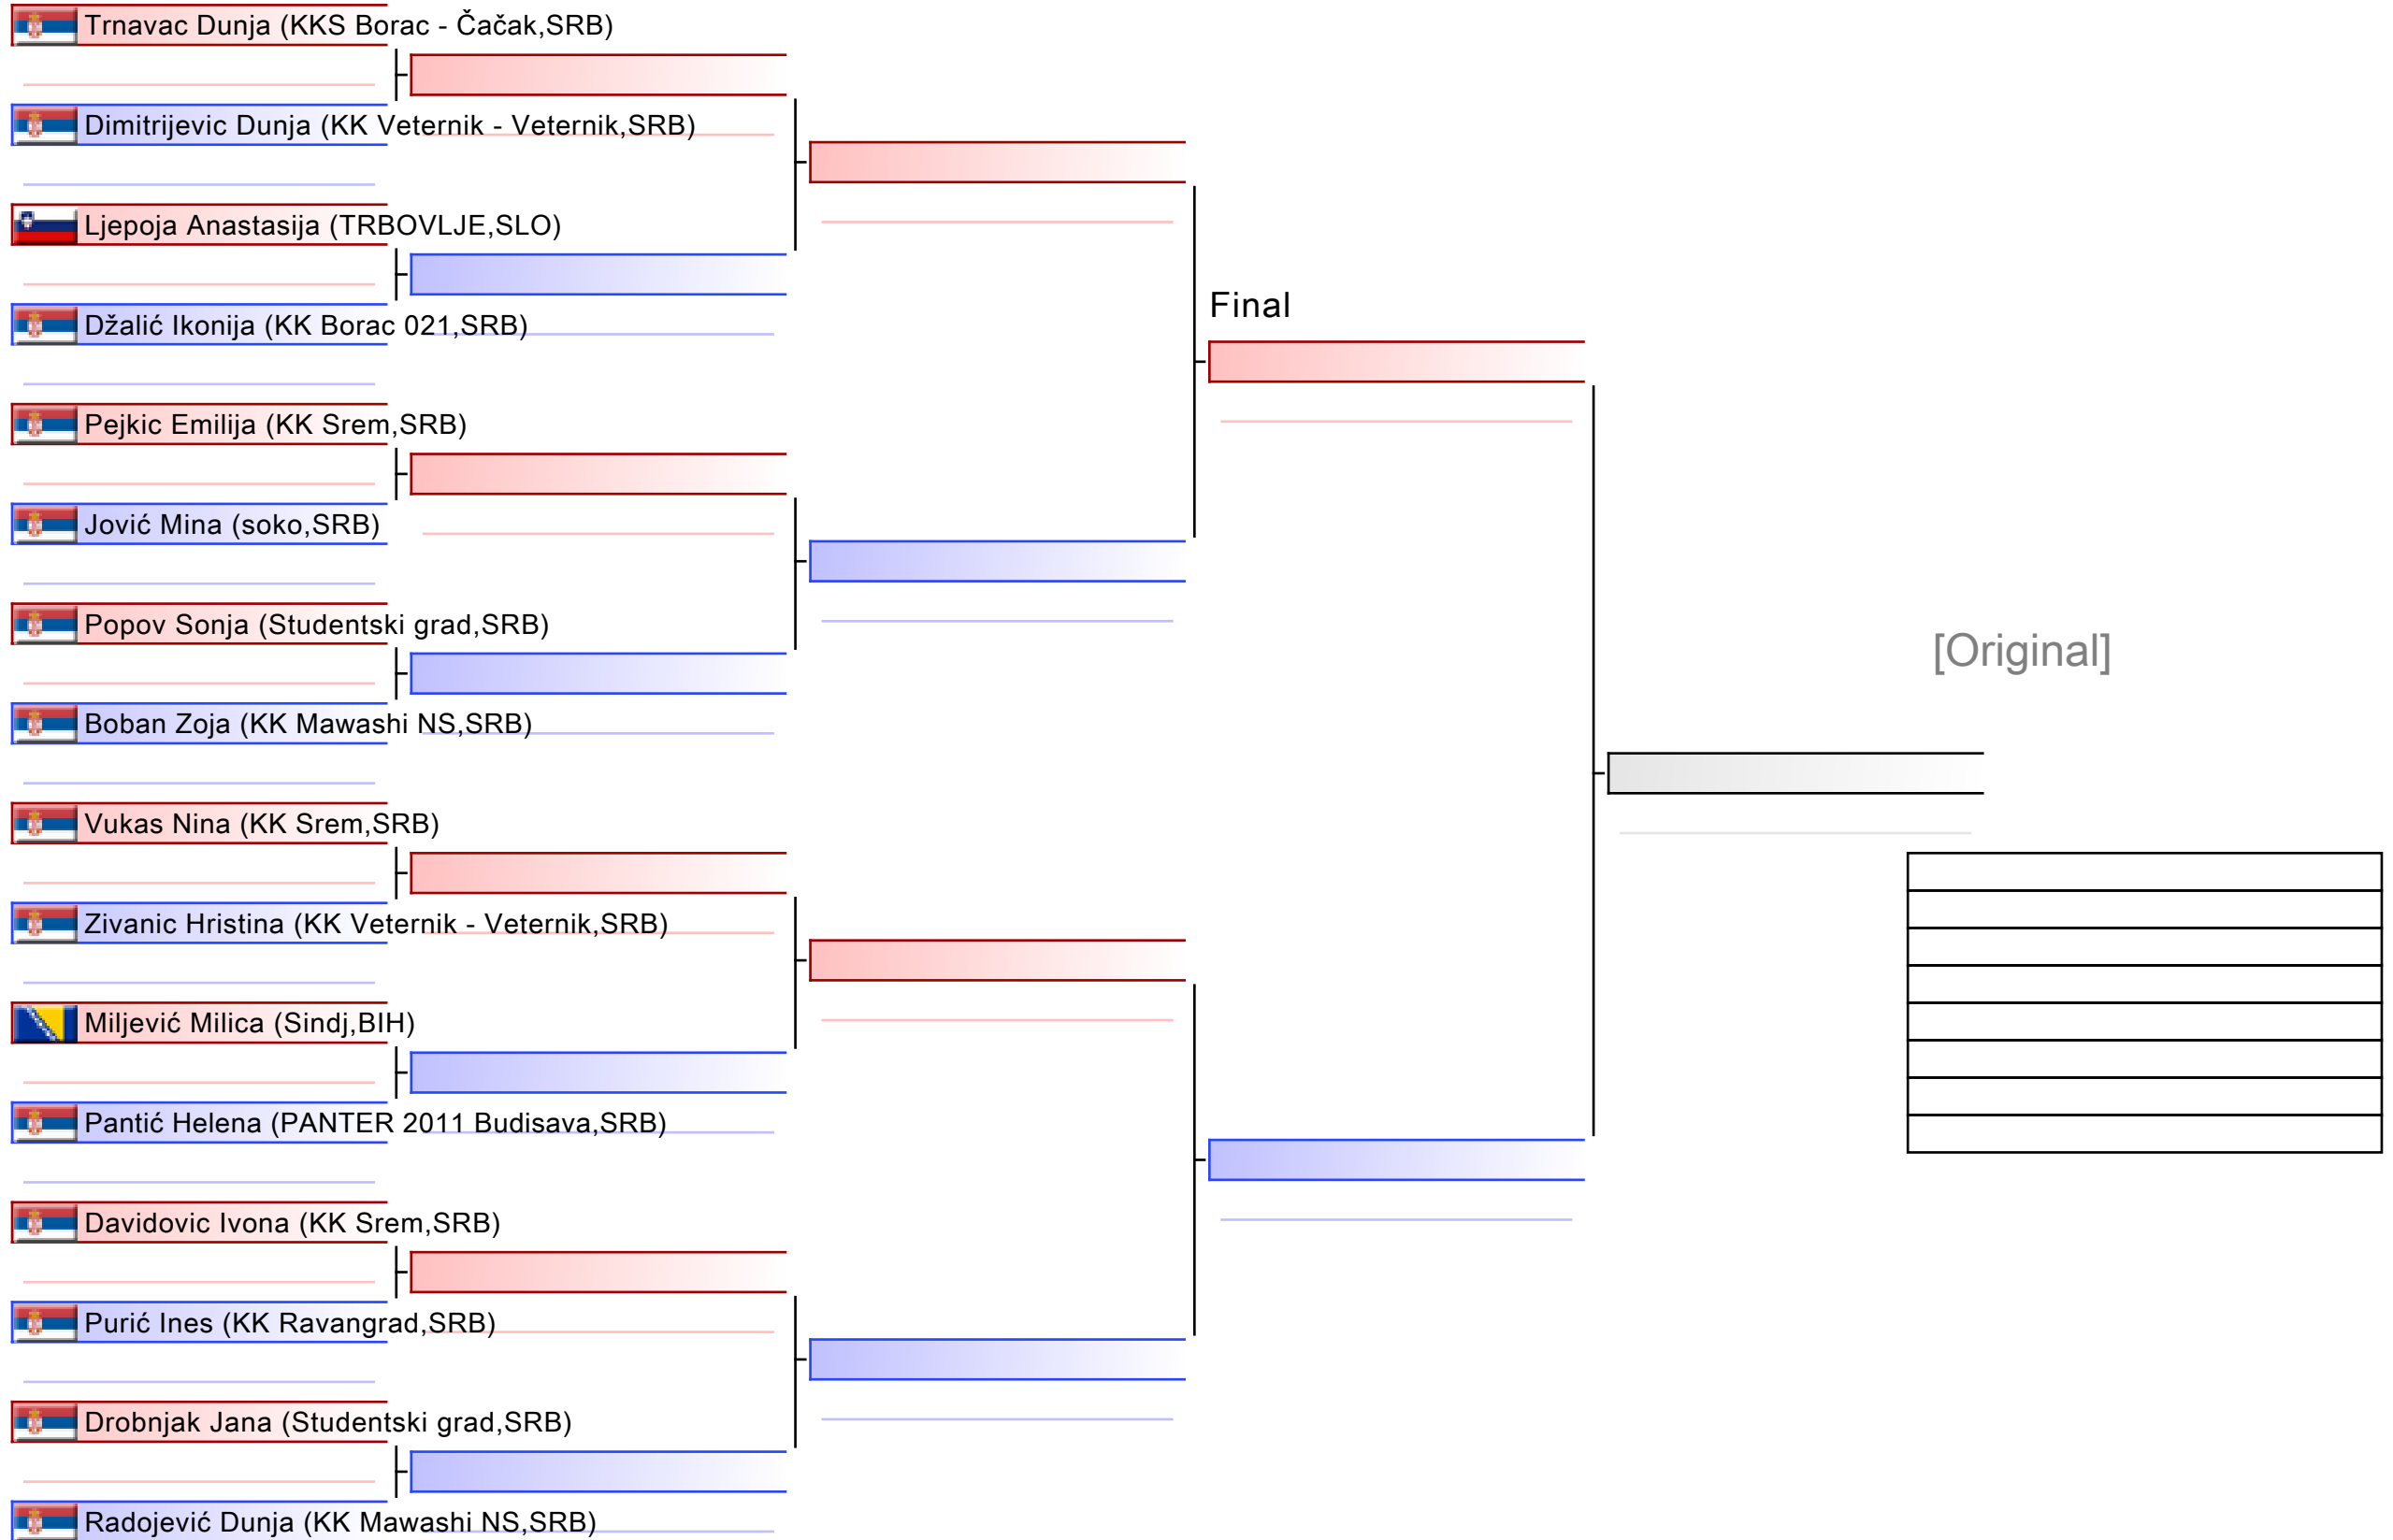 Trnavac Dunja (KKS Borac - Čačak,SRB)
Dimitrijevic Dunja (KK Veternik - Veternik,SRB)
Ljepoja Anastasija (TRBOVLJE,SLO)
Džalić Ikonija (KK Borac 021,SRB)
Final
Pejkic Emilija (KK Srem,SRB)
Jović Mina (soko,SRB)
Popov Sonja (Studentski grad,SRB)
[Original]
Boban Zoja (KK Mawashi NS,SRB)
Vukas Nina (KK Srem,SRB)
Zivanic Hristina (KK Veternik - Veternik,SRB)
Miljević Milica (Sindj,BIH)
Pantić Helena (PANTER 2011 Budisava,SRB)
Davidovic Ivona (KK Srem,SRB)
Purić Ines (KK Ravangrad,SRB)
Drobnjak Jana (Studentski grad,SRB)
Radojević Dunja (KK Mawashi NS,SRB)